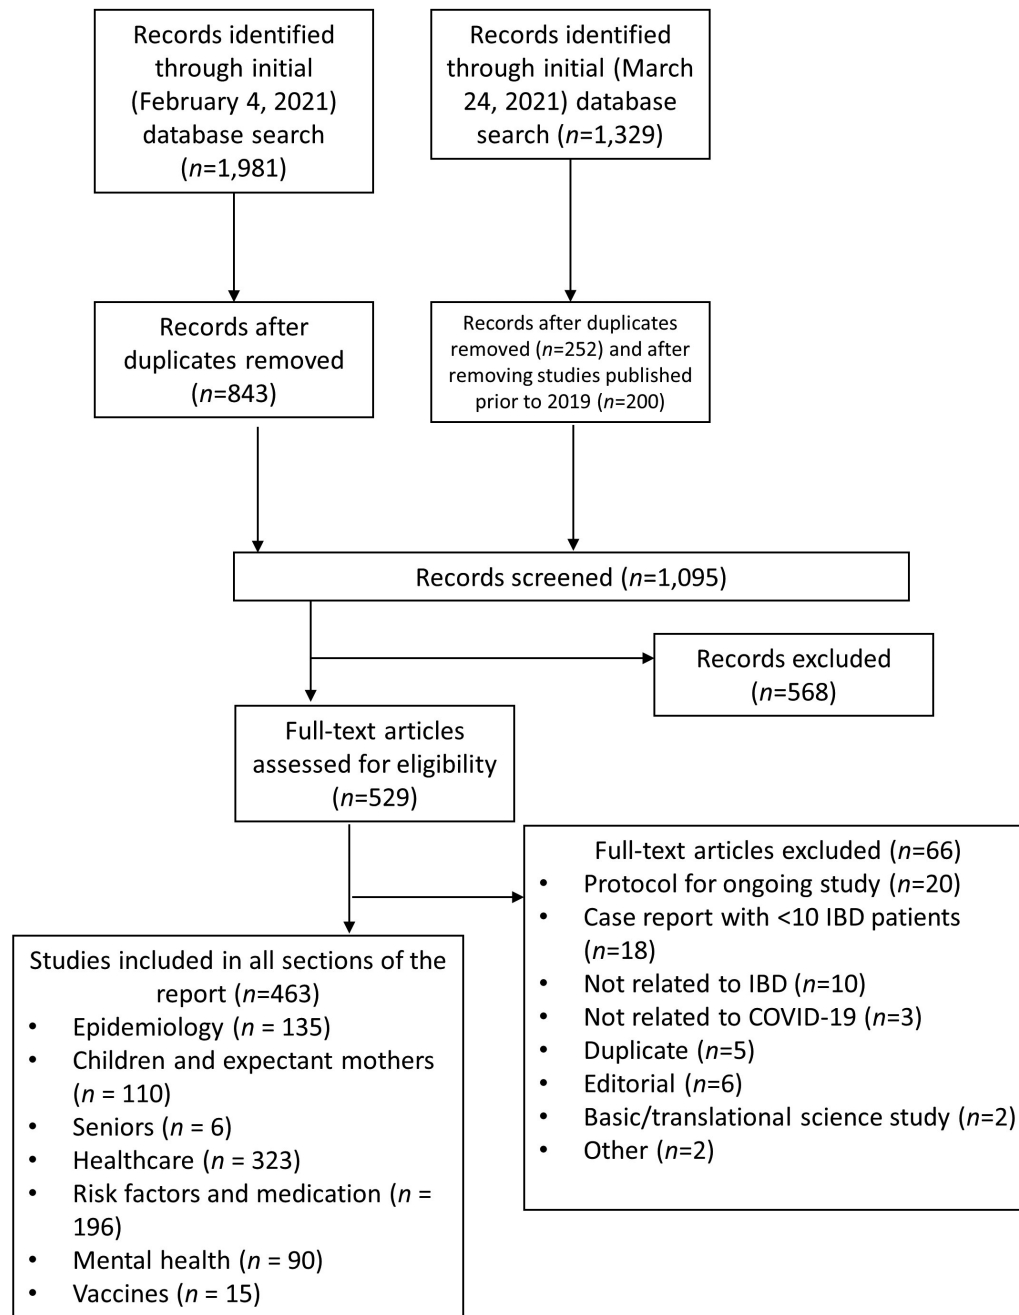 Records identified
through initial
(February 4, 2021)
database search
(n=1,981)
Records identified
through initial (March
24, 2021) database
search (n=1,329)
Records after
duplicates removed
(n=843)
Records after duplicates
removed (n=252) and after
removing studies published
prior to 2019 (n=200)
Records screened (n=1,095)
Records excluded
(n=568)
Full-text articles
assessed for eligibility
(n=529)
Full-text articles excluded (n=66)
• Protocol for ongoing study (n=20)
• Case report with <10 IBD patients
(n=18)
• Not related to IBD (n=10)
• Not related to COVID-19 (n=3)
• Duplicate (n=5)
• Editorial (n=6)
• Basic/translational science study (n=2)
• Other (n=2)
Studies included in all sections of the
report (n=463)
• Epidemiology (n = 135)
• Children and expectant mothers
(n = 110)
• Seniors (n = 6)
• Healthcare (n = 323)
• Risk factors and medication (n =
196)
• Mental health (n = 90)
• Vaccines (n = 15)